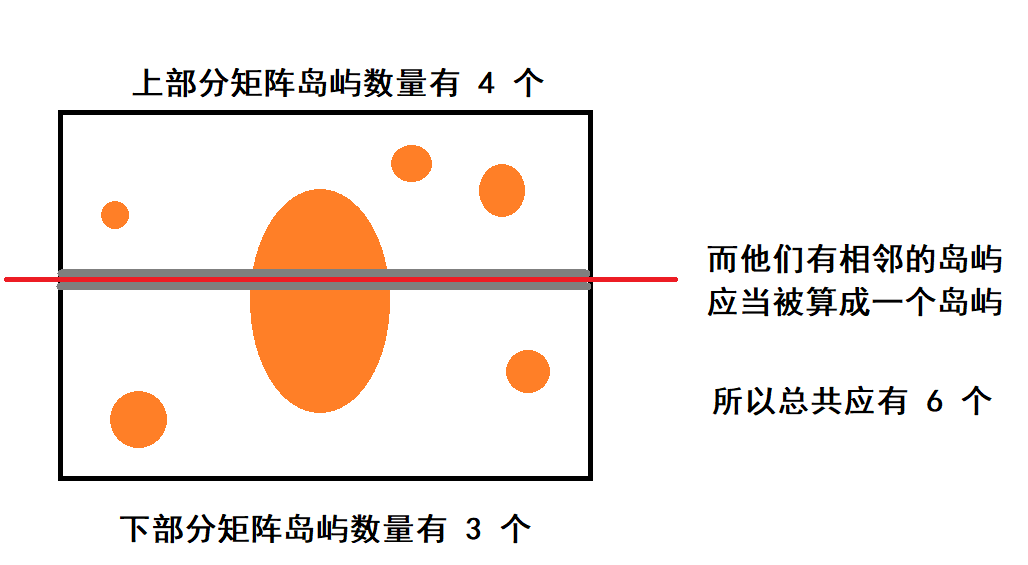 上部分矩阵岛屿数量有 4 个
而他们有相邻的岛屿
应当被算成一个岛屿
所以总共应有 6 个
下部分矩阵岛屿数量有 3 个